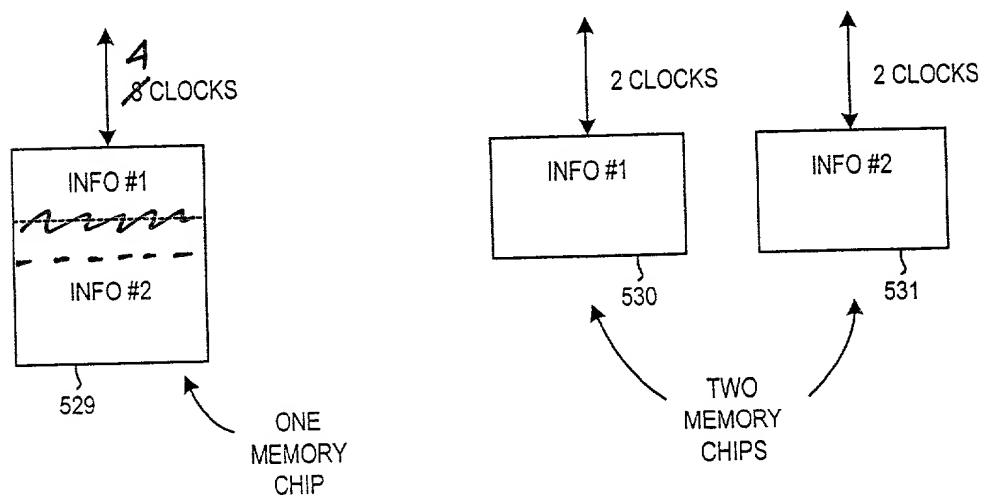 4
8 CLOCKS
INFO #1
INFO #2
529
ONE
MEMORY
CHIP
2 CLOCKS
INFO #1
530
2 CLOCKS
INFO #2
531
TWO
MEMORY
CHIPS